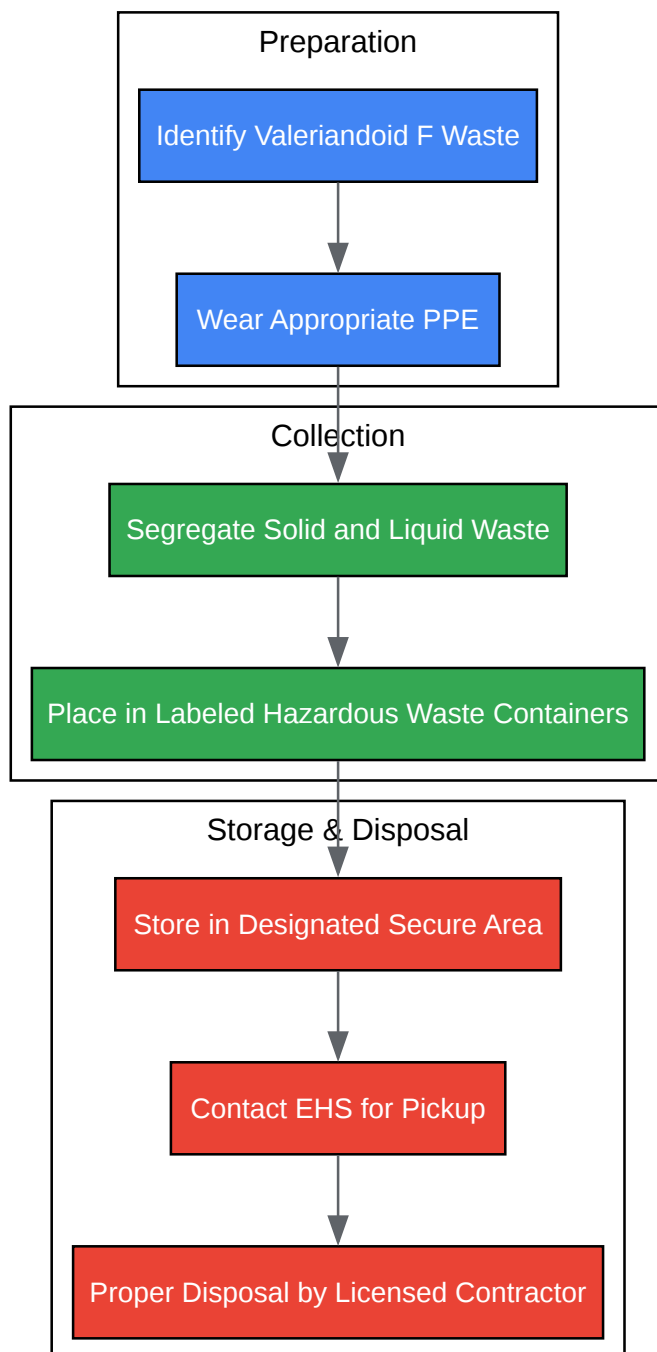 Preparation
Identify Valeriandoid F Waste
Wear Appropriate PPE
Collection
Segregate Solid and Liquid Waste
Place in Labeled Hazardous Waste Containers
Storage & Disposal
Store in Designated Secure Area
Contact EHS for Pickup
Proper Disposal by Licensed Contractor